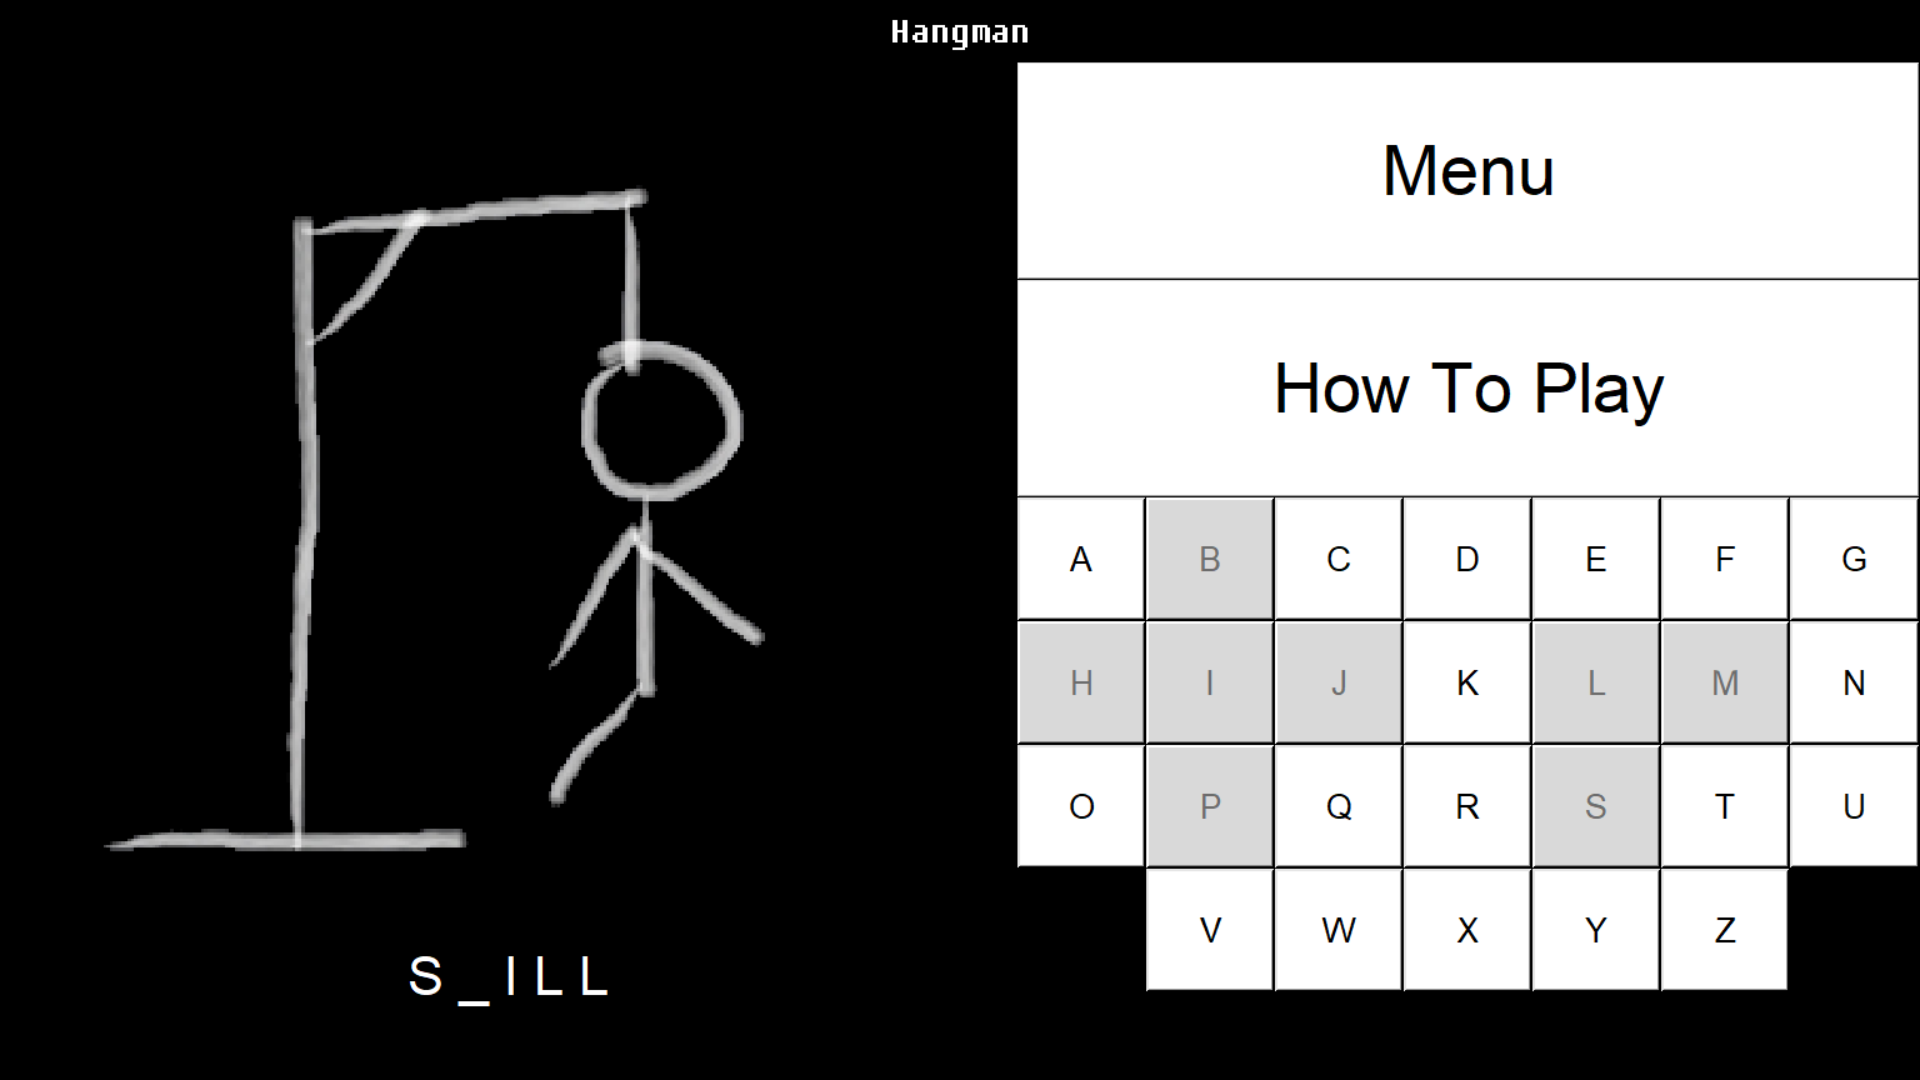 Hangman
Menu
How To Play
A B C D E F G
H I J K L M N
O P Q R S T U
V W X Y Z
S _ I L L